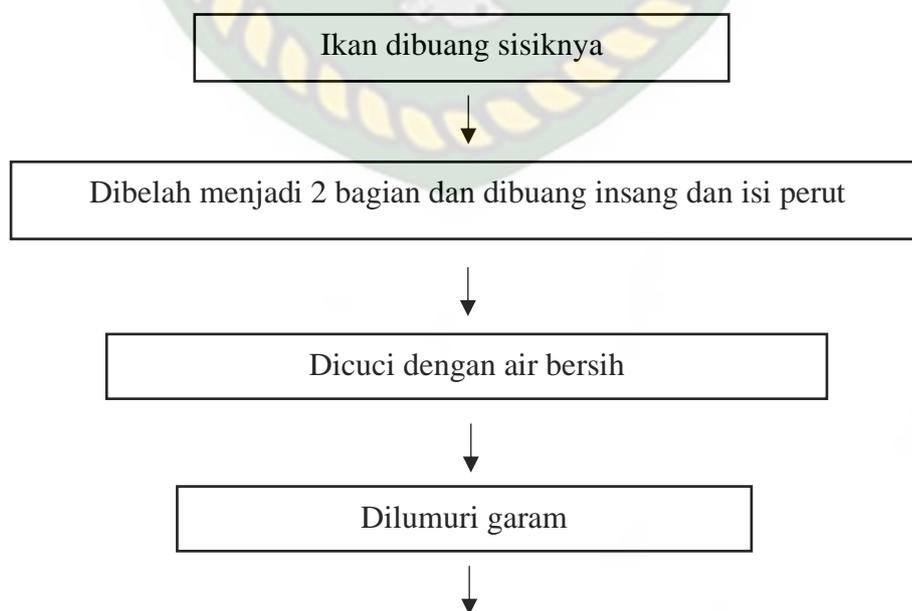 Ikan dibuang sisiknya
Dibelah menjadi 2 bagian dan dibuang insang dan isi perut
Dicuci dengan air bersih
Dilumuri garam